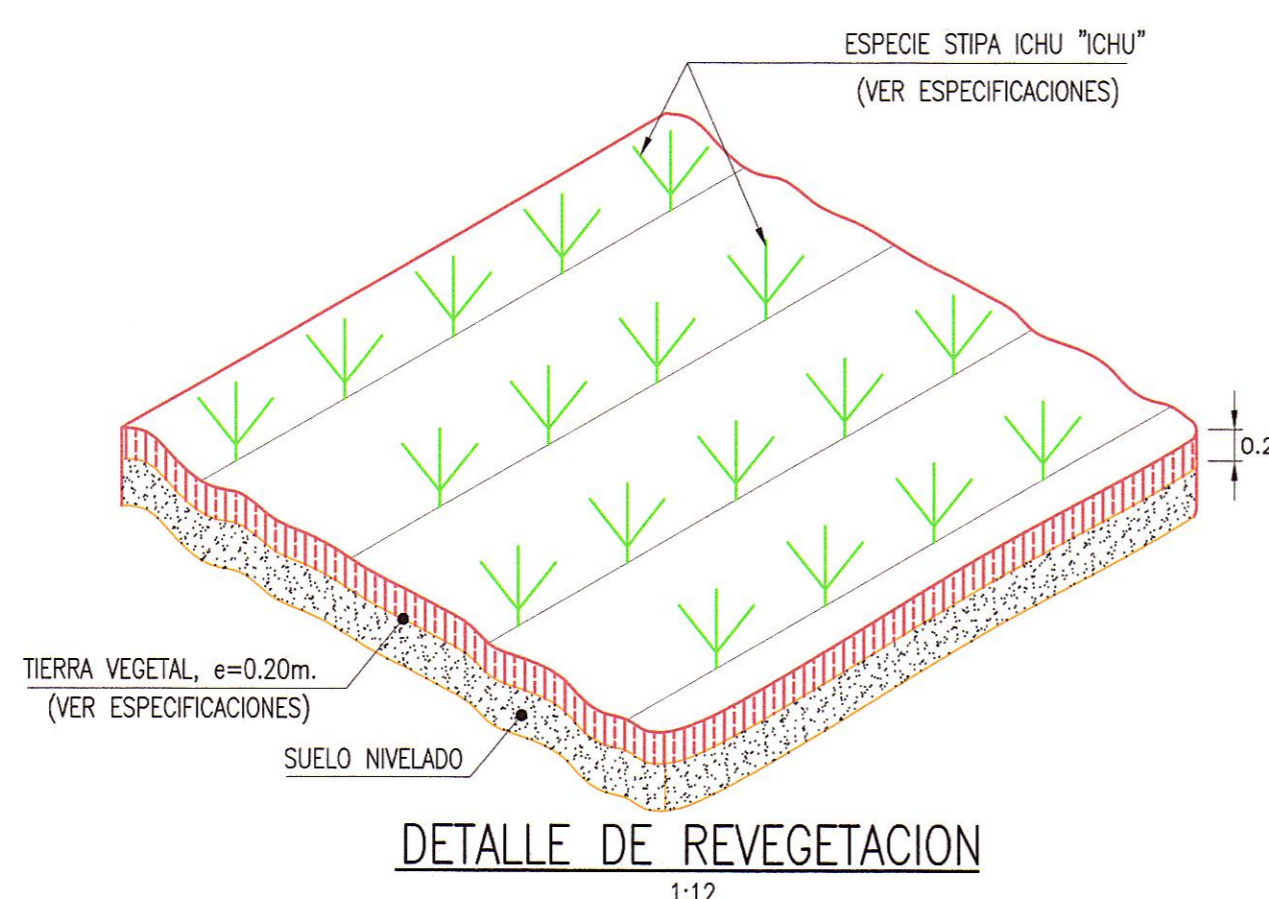 ESPECIE STIPA ICHU "ICHU"
(VER ESPECIFICACIONES)
0.2
TIERRA VEGETAL, e=0.20m.
(VER ESPECIFICACIONES)
SUELO NIVELADO
DETALLE DE REVEGETACION
1:12